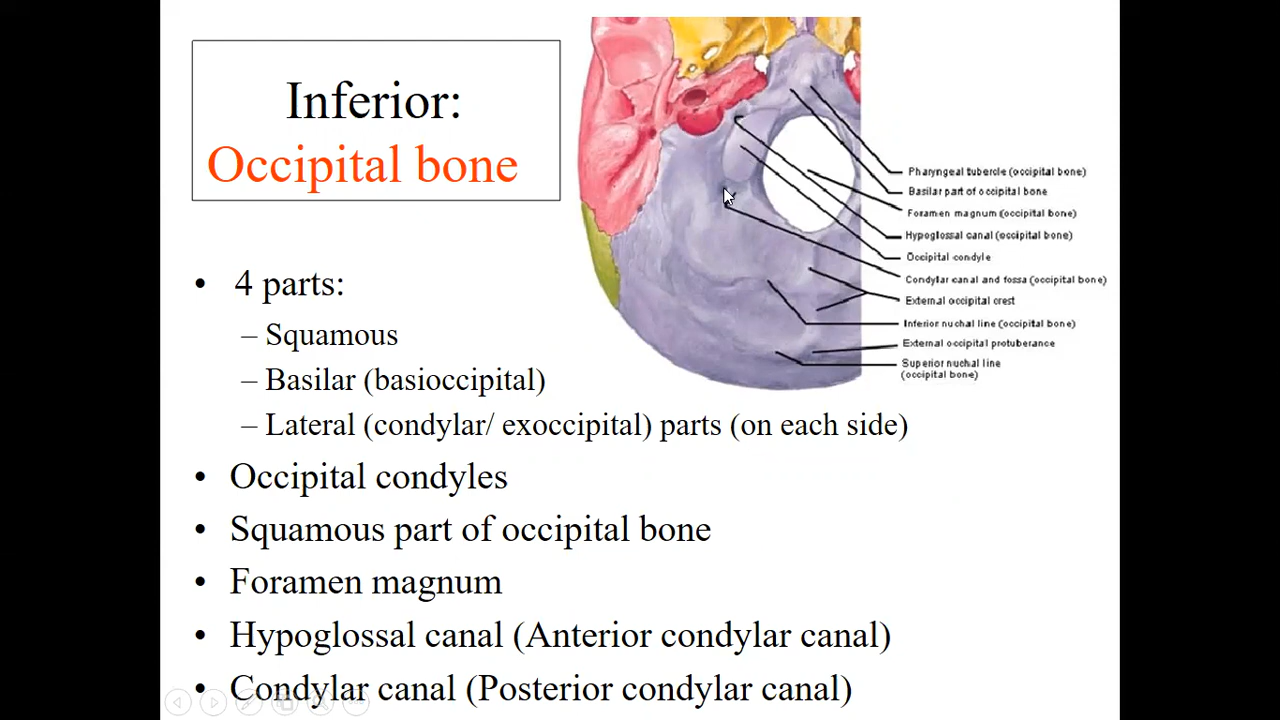 Inferior:
Occipital bone
Pharyngeal tubercle (occipital bone)
Basilar part of occipital bone
Foramen magnum (occipital bone)
Hypoglossal canal (occipital bone)
Occipital condyle
Condylar canal and fossa (occipital bone)
External occipital crest
Inferior nuchal line (occipital bone)
External occipital protuberance
Superior nuchal line
(occipital bone)
• 4 parts:
– Squamous
– Basilar (basioccipital)
– Lateral (condylar/ exoccipital) parts (on each side)
• Occipital condyles
• Squamous part of occipital bone
• Foramen magnum
• Hypoglossal canal (Anterior condylar canal)
• Condylar canal (Posterior condylar canal)